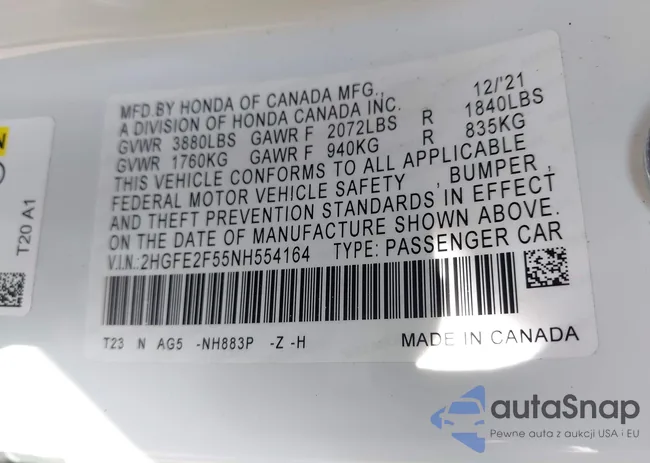 MFD.BY HONDA OF CANADA MFG., 12/'21
A DIVISION OF HONDA CANADA INC.
GVWR 3880LBS GAWR F 2072LBS R 1840LBS
GVWR 1760KG GAWR F 940KG R 835KG
THIS VEHICLE CONFORMS TO ALL APPLICABLE
FEDERAL MOTOR VEHICLE SAFETY , BUMPER ,
AND THEFT PREVENTION STANDARDS IN EFFECT
ON THE DATE OF MANUFACTURE SHOWN ABOVE.
V.I.N.: 2HGFE2F55NH554164 TYPE: PASSENGER CAR
T23 N AG5 -NH883P -Z -H MADE IN CANADA
T20 A1
autaSnap
Pewne auta z aukcji USA i EU